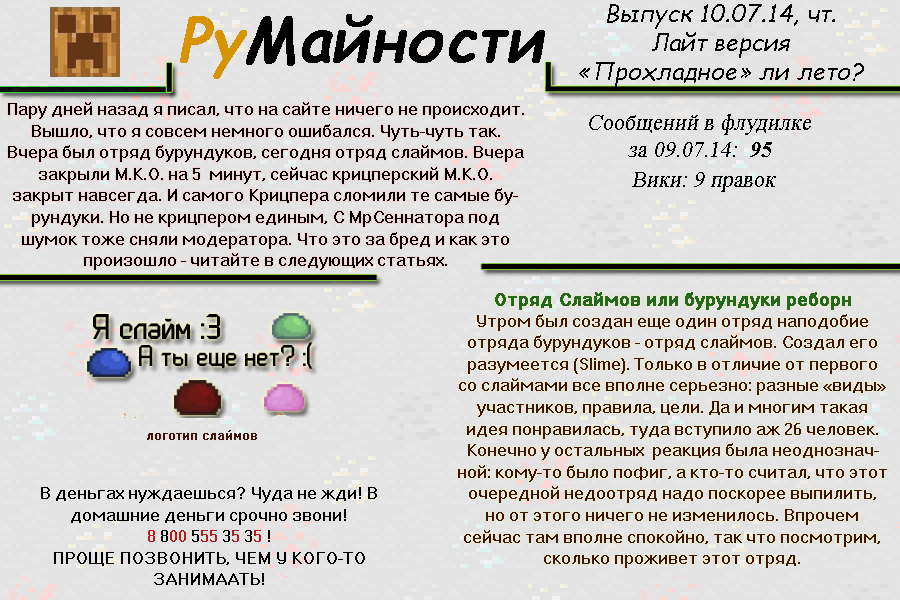 РуМайности
Выпуск 10.07.14, чт.
Лайт версия
«Прохладное» ли лето?
Пару дней назад я писал, что на сайте ничего не происходит.
Вышло, что я совсем немного ошибался. Чуть-чуть так.
Вчера был отряд бурундуков, сегодня отряд слаймов. Вчера
закрыли М.К.О. на 5 минут, сейчас крицперский М.К.О.
закрыт навсегда. И самого Крицпера сломили те самые бу-
рундуки. Но не крицпером единым, С МрСеннатора под
шумок тоже сняли модератора. Что это за бред и как это
произошло - читайте в следующих статьях.
Сообщений в флудилке
за 09.07.14: 95
Вики: 9 правок
Я слайм :3
А ты еще нет? :(
логотип слаймов
В деньгах нуждаешься? Чуда не жди! В
домашние деньги срочно звони!
8 800 555 35 35 !
ПРОЩЕ ПОЗВОНИТЬ, ЧЕМ У КОГО-ТО
ЗАНИМААТЬ!
Отряд Слаймов или бурундуки реборн
Утром был создан еще один отряд наподобие
отряда бурундуков - отряд слаймов. Создал его
разумеется (Slime). Только в отличие от первого
со слаймами все вполне серьезно: разные «виды»
участников, правила, цели. Да и многим такая
идея понравилась, туда вступило аж 26 человек.
Конечно у остальных реакция была неоднознач-
ной: кому-то было пофиг, а кто-то считал, что этот
очередной недоотряд надо поскорее выпилить,
но от этого ничего не изменилось. Впрочем
сейчас там вполне спокойно, так что посмотрим,
сколько проживет этот отряд.